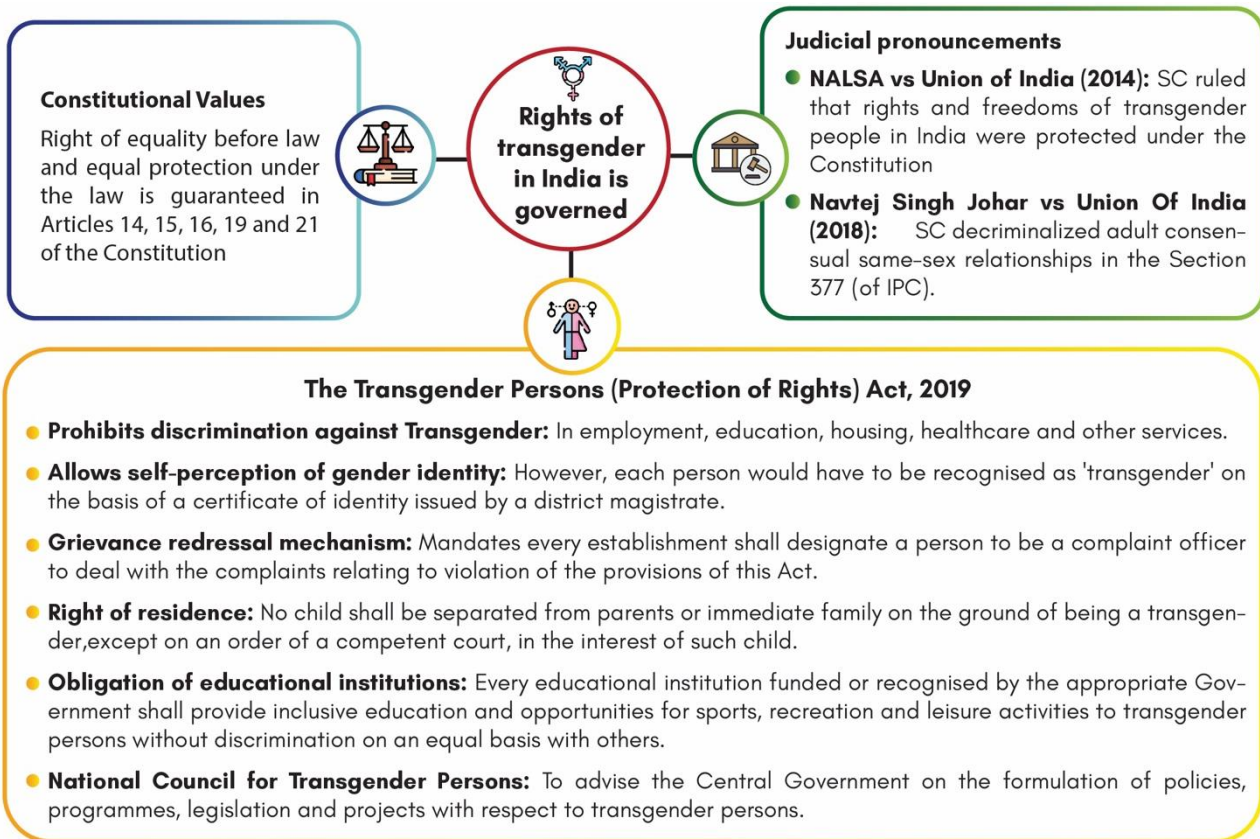 Constitutional Values
Right of equality before law
and equal protection under
the law is guaranteed in
Articles 14, 15, 16, 19 and 21
of the Constitution
Rights of
transgender
in India is
governed
Judicial pronouncements
NALSA vs Union of India (2014): SC ruled
that rights and freedoms of transgender
people in India were protected under the
Constitution
Navtej Singh Johar vs Union Of India
(2018): SC decriminalized adult consen-
sual same-sex relationships in the Section
377 (of IPC).
The Transgender Persons (Protection of Rights) Act, 2019
Prohibits discrimination against Transgender: In employment, education, housing, healthcare and other services.
Allows self-perception of gender identity: However, each person would have to be recognised as 'transgender' on
the basis of a certificate of identity issued by a district magistrate.
Grievance redressal mechanism: Mandates every establishment shall designate a person to be a complaint officer
to deal with the complaints relating to violation of the provisions of this Act.
Right of residence: No child shall be separated from parents or immediate family on the ground of being a transgen-
der,except on an order of a competent court, in the interest of such child.
Obligation of educational institutions: Every educational institution funded or recognised by the appropriate Gov-
ernment shall provide inclusive education and opportunities for sports, recreation and leisure activities to transgender
persons without discrimination on an equal basis with others.
National Council for Transgender Persons: To advise the Central Government on the formulation of policies,
programmes, legislation and projects with respect to transgender persons.